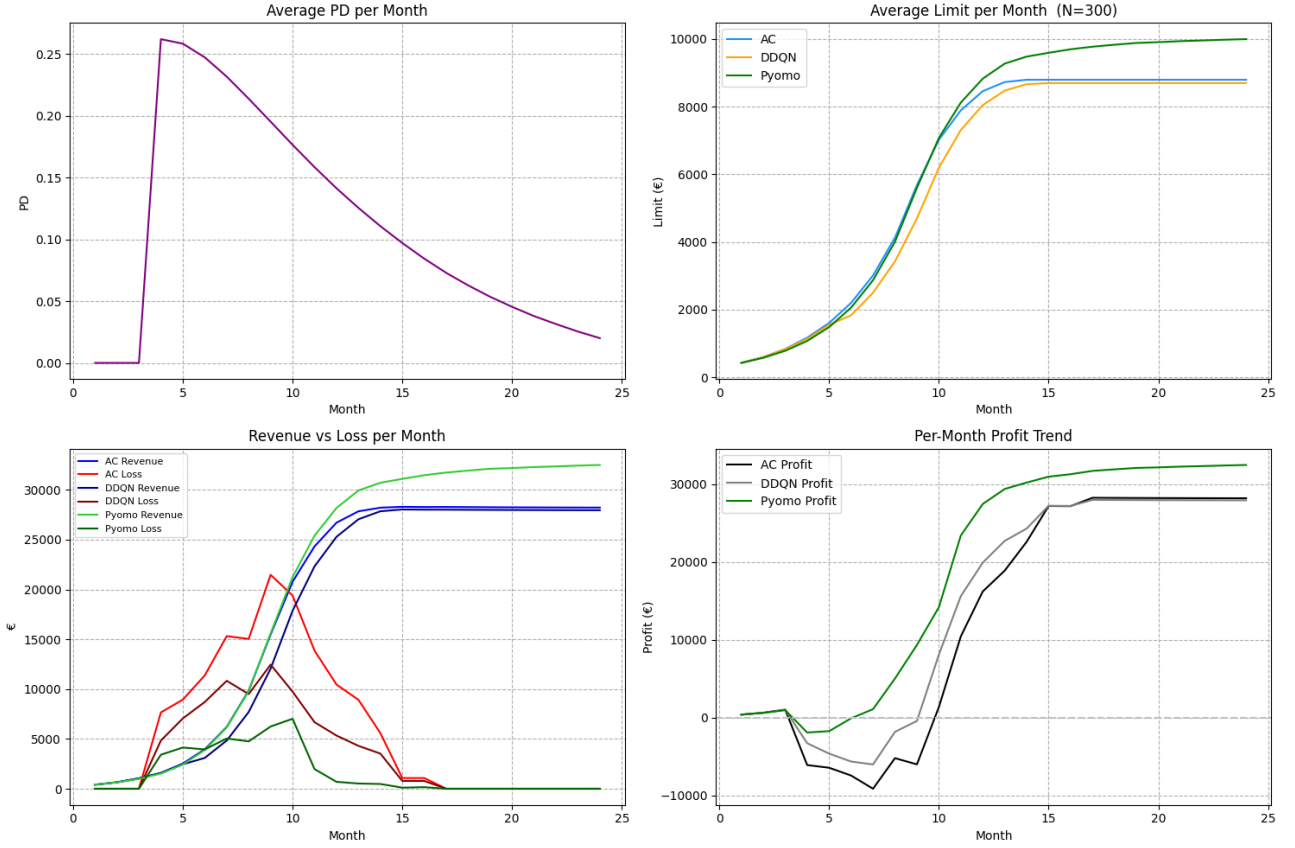 Average PD per Month
PD
0.25
0.20
0.15
0.10
0.05
0.00
0 5 10 15 20 25
Month
Average Limit per Month (N=300)
AC
DDQN
Pyomo
Limit (€)
10000
8000
6000
4000
2000
0
0 5 10 15 20 25
Month
Revenue vs Loss per Month
AC Revenue
AC Loss
DDQN Revenue
DDQN Loss
Pyomo Revenue
Pyomo Loss
€
30000
25000
20000
15000
10000
5000
0
0 5 10 15 20 25
Month
Per-Month Profit Trend
AC Profit
DDQN Profit
Pyomo Profit
Profit (€)
30000
20000
10000
0
−10000
0 5 10 15 20 25
Month